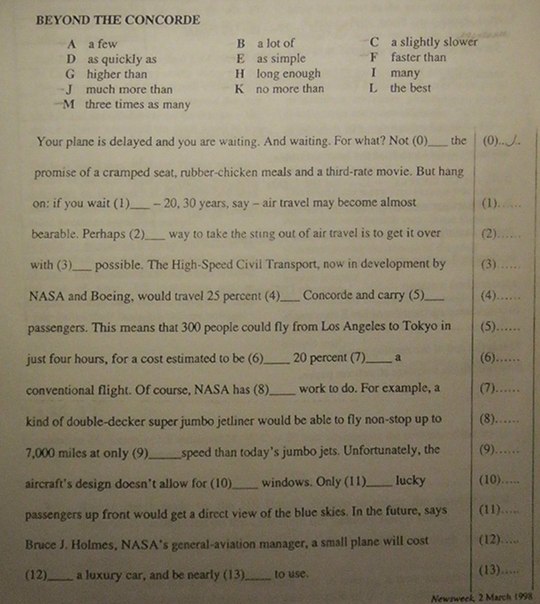 BEYOND THE CONCORDE
A a few B a lot of C a slightly slower
D as quickly as E as simple F faster than
G higher than H long enough I many
J much more than K no more than L the best
M three times as many
Your plane is delayed and you are waiting. And waiting. For what? Not (0)___ the (0)..J.
promise of a cramped seat, rubber-chicken meals and a third-rate movie. But hang
on: if you wait (1)___ – 20, 30 years, say – air travel may become almost (1)......
bearable. Perhaps (2)___ way to take the sting out of air travel is to get it over (2)......
with (3)___ possible. The High-Speed Civil Transport, now in development by (3)......
NASA and Boeing, would travel 25 percent (4)___ Concorde and carry (5)___ (4)......
passengers. This means that 300 people could fly from Los Angeles to Tokyo in (5)......
just four hours, for a cost estimated to be (6)____ 20 percent (7)____ a (6)......
conventional flight. Of course, NASA has (8)____ work to do. For example, a (7)......
kind of double-decker super jumbo jetliner would be able to fly non-stop up to (8)......
7,000 miles at only (9)_____speed than today's jumbo jets. Unfortunately, the (9)......
aircraft's design doesn't allow for (10)____ windows. Only (11)____ lucky (10).....
passengers up front would get a direct view of the blue skies. In the future, says (11).....
Bruce J. Holmes, NASA's general-aviation manager, a small plane will cost (12).....
(12)____ a luxury car, and be nearly (13)____ to use. (13).....
Newsweek, 2 March 1998